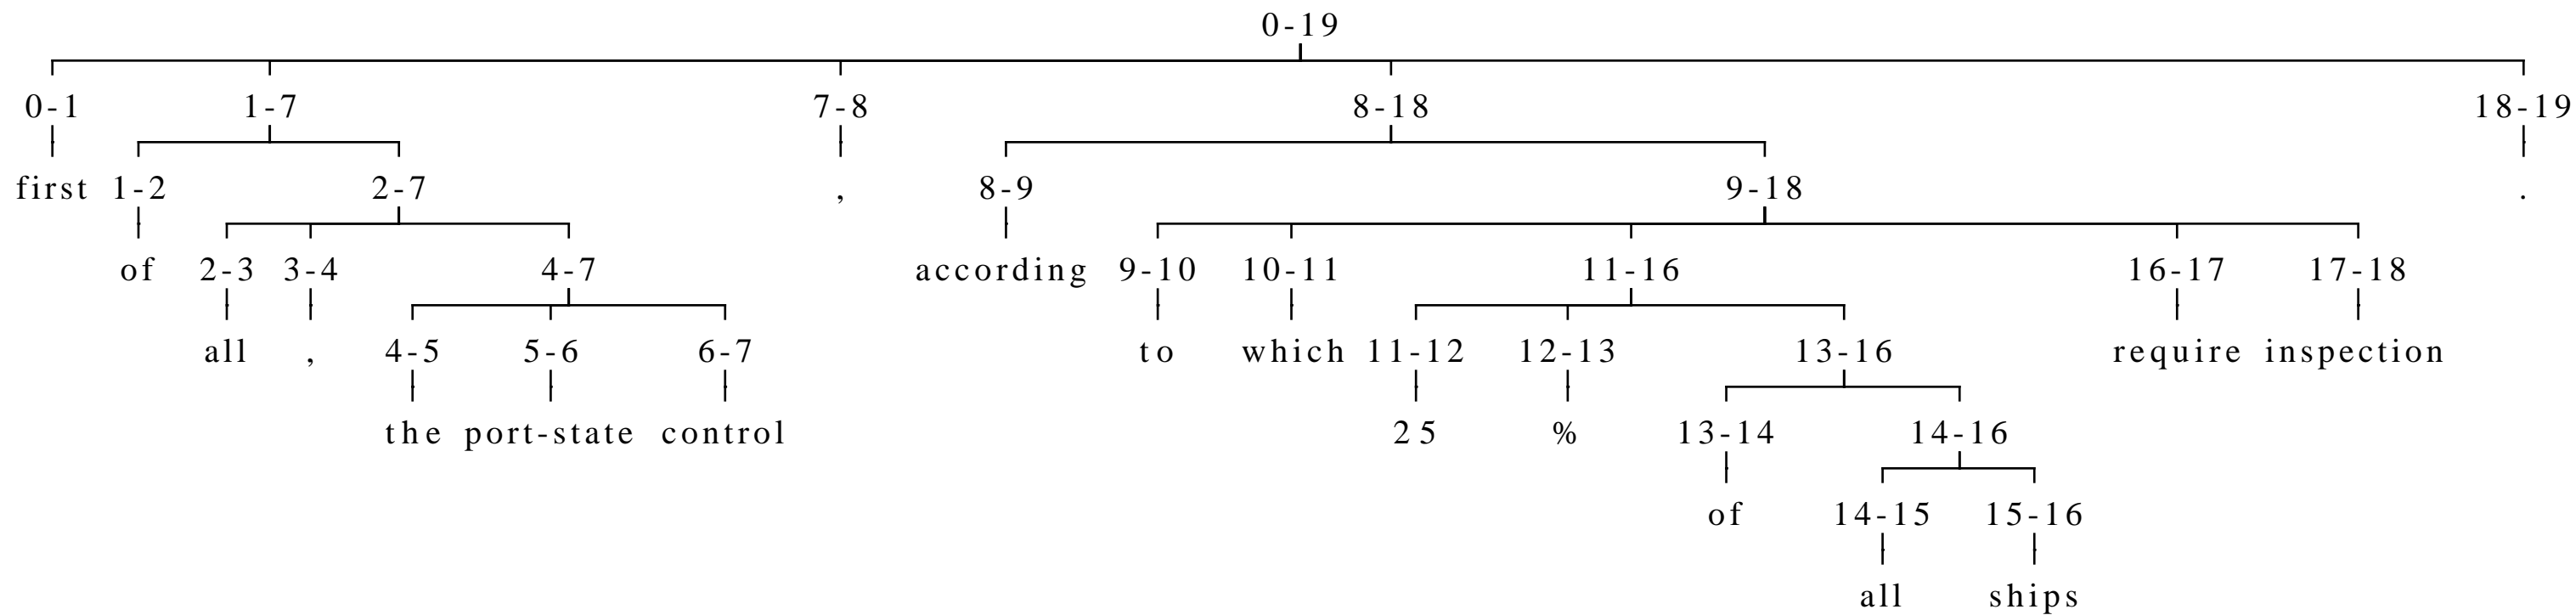 0-19
0-1 1-7 7-8 8-18 18-19
first 1-2 2-7 , 8-9 9-18 .
of 2-3 3-4 4-7 according 9-10 10-11 11-16 16-17 17-18
all , 4-5 5-6 6-7 to which 11-12 12-13 13-16 require inspection
the port-state control 25 % 13-14 14-16
of 14-15 15-16
all ships